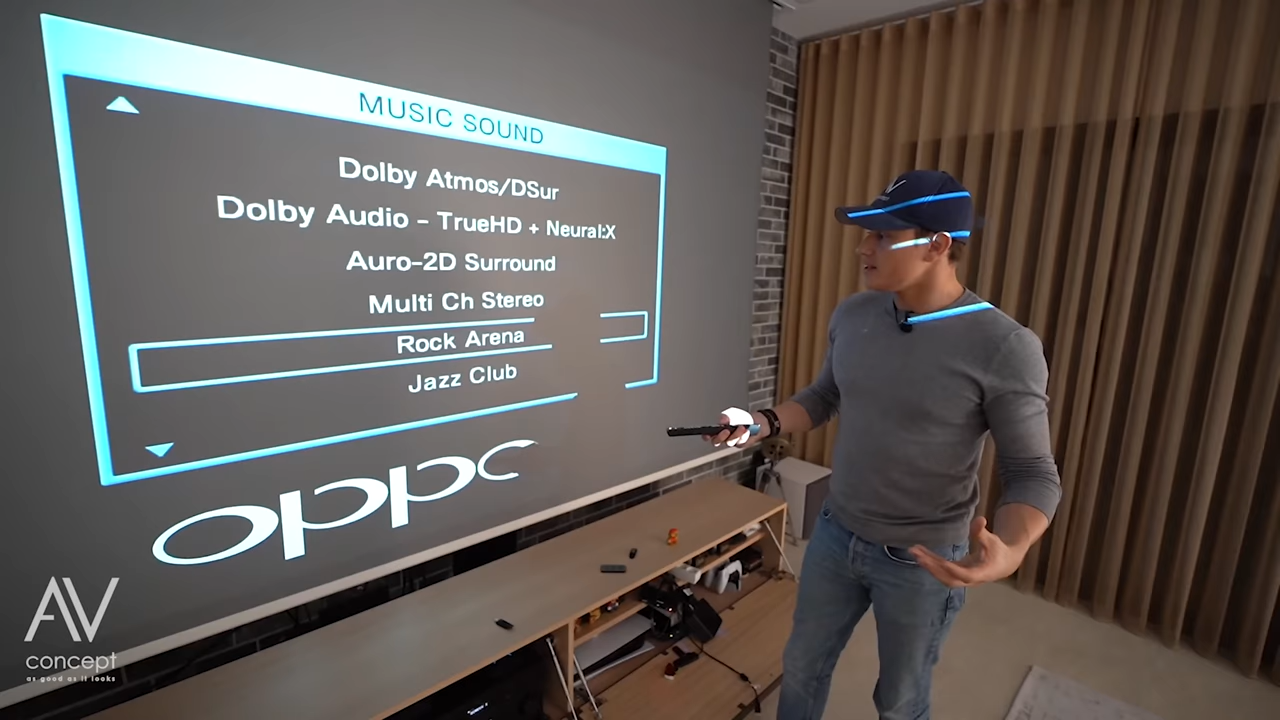 MUSIC SOUND
Dolby Atmos/DSur
Dolby Audio - TrueHD + Neural:X
Auro-2D Surround
Multi Ch Stereo
Rock Arena
Jazz Club
oppo
AV
concept
as good as it looks